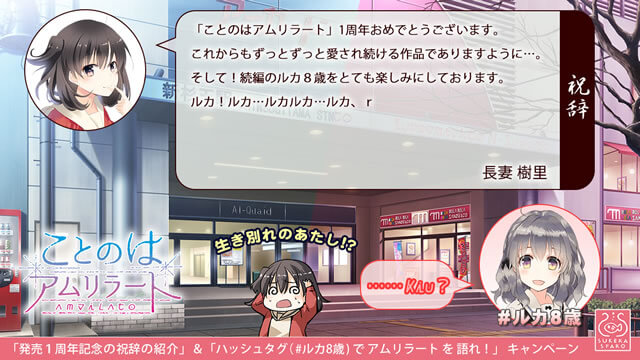 「ことのはアムリラート」1周年おめでとうございます。
これからもずっとずっと愛され続ける作品でありますように…。
そして！続編のルカ８歳をとても楽しみにしております。
ルカ！ルカ…ルカルカ…ルカ、ｒ
長妻 樹里
祝辞
Al-Quaid
生き別れのあたし!?
ことのは
アムリラート
AMRILATO
……Kiu？
#ルカ8歳
SUKERA
SPARO
「発売１周年記念の祝辞の紹介」＆「ハッシュタグ（#ルカ8歳）でアムリラートを語れ！」キャンペーン